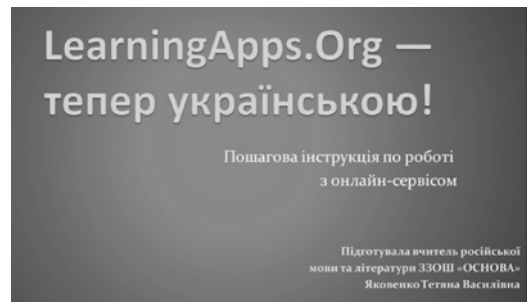 LearningApps.Org —
тепер українською!
Пошагова інструкція по роботі
з онлайн-сервісом
Підготувала вчитель російської
мови та літератури ЗЗОШ «ОСНОВА»
Яковенко Тетяна Василівна